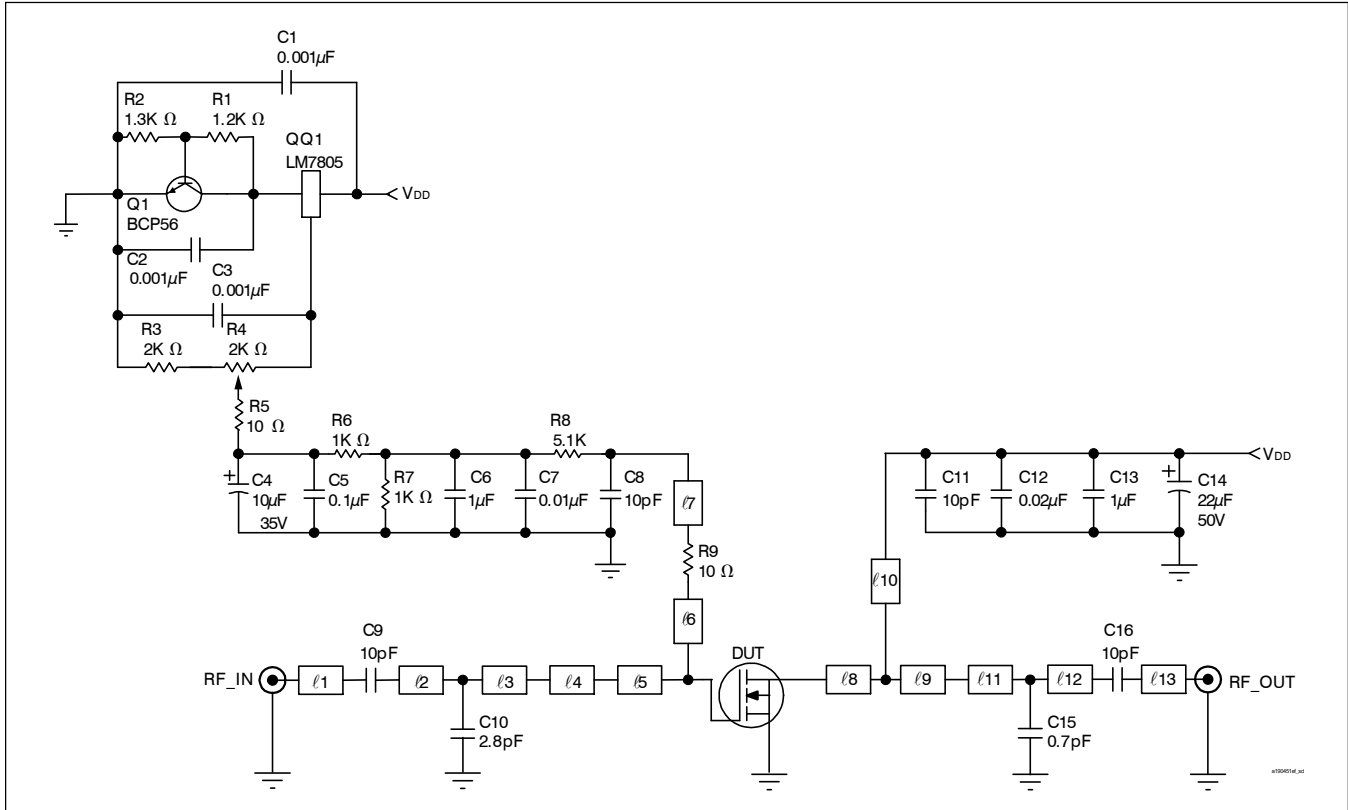 C1
0.001µF
R2
1.3K Ω
R1
1.2K Ω
QQ1
LM7805
VDD
Q1
BCP56
C2
0.001µF
C3
0.001µF
R3
2K Ω
R4
2K Ω
R5
10 Ω
R6
1K Ω
R8
5.1K
C4
10µF
35V
C5
0.1µF
R7
1K Ω
C6
1µF
C7
0.01µF
C8
10pF
ℓ7
R9
10 Ω
ℓ6
VDD
C11
10pF
C12
0.02µF
C13
1µF
C14
22µF
50V
ℓ10
RF_IN
ℓ1
C9
10pF
ℓ2
ℓ3
ℓ4
ℓ5
C10
2.8pF
DUT
ℓ8
ℓ9
ℓ11
ℓ12
C16
10pF
ℓ13
RF_OUT
C15
0.7pF